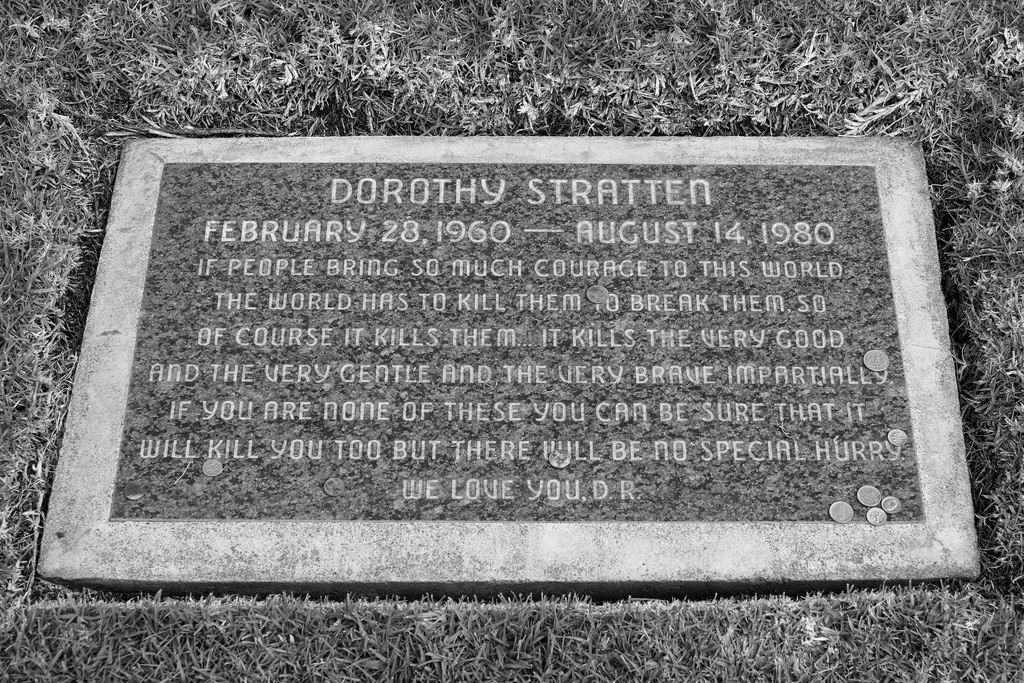 DOROTHY STRATTEN
FEBRUARY 28, 1960 — AUGUST 14, 1980
IF PEOPLE BRING SO MUCH COURAGE TO THIS WORLD
THE WORLD HAS TO KILL THEM TO BREAK THEM, SO
OF COURSE IT KILLS THEM... IT KILLS THE VERY GOOD
AND THE VERY GENTLE AND THE VERY BRAVE IMPARTIALLY.
IF YOU ARE NONE OF THESE YOU CAN BE SURE THAT IT
WILL KILL YOU TOO BUT THERE WILL BE NO SPECIAL HURRY.
WE LOVE YOU, D R.